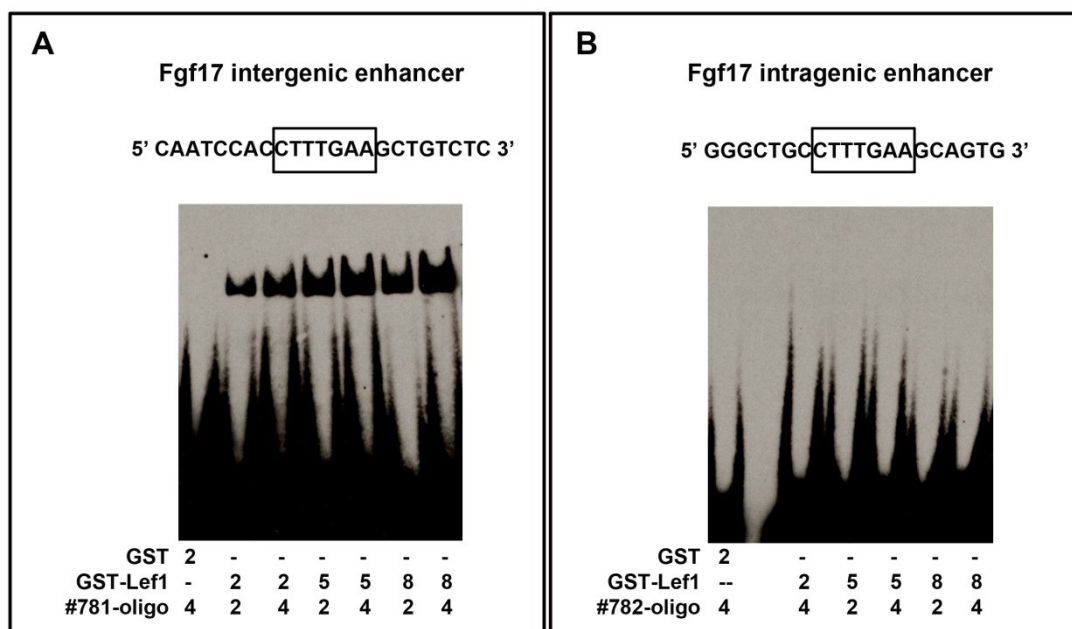 A
Fgf17 intergenic enhancer
5’ CAATCCACCTTTGAAGCTGTCTC 3’
GST 2 - - - - - -
GST-Lef1 - 2 2 5 5 8 8
#781-oligo 4 2 4 2 4 2 4
B
Fgf17 intragenic enhancer
5’ GGGCTGCCTTTGAAGCAGTG 3’
GST 2 - - - - -
GST-Lef1 -- 2 5 5 8 8
#782-oligo 4 4 2 4 2 4